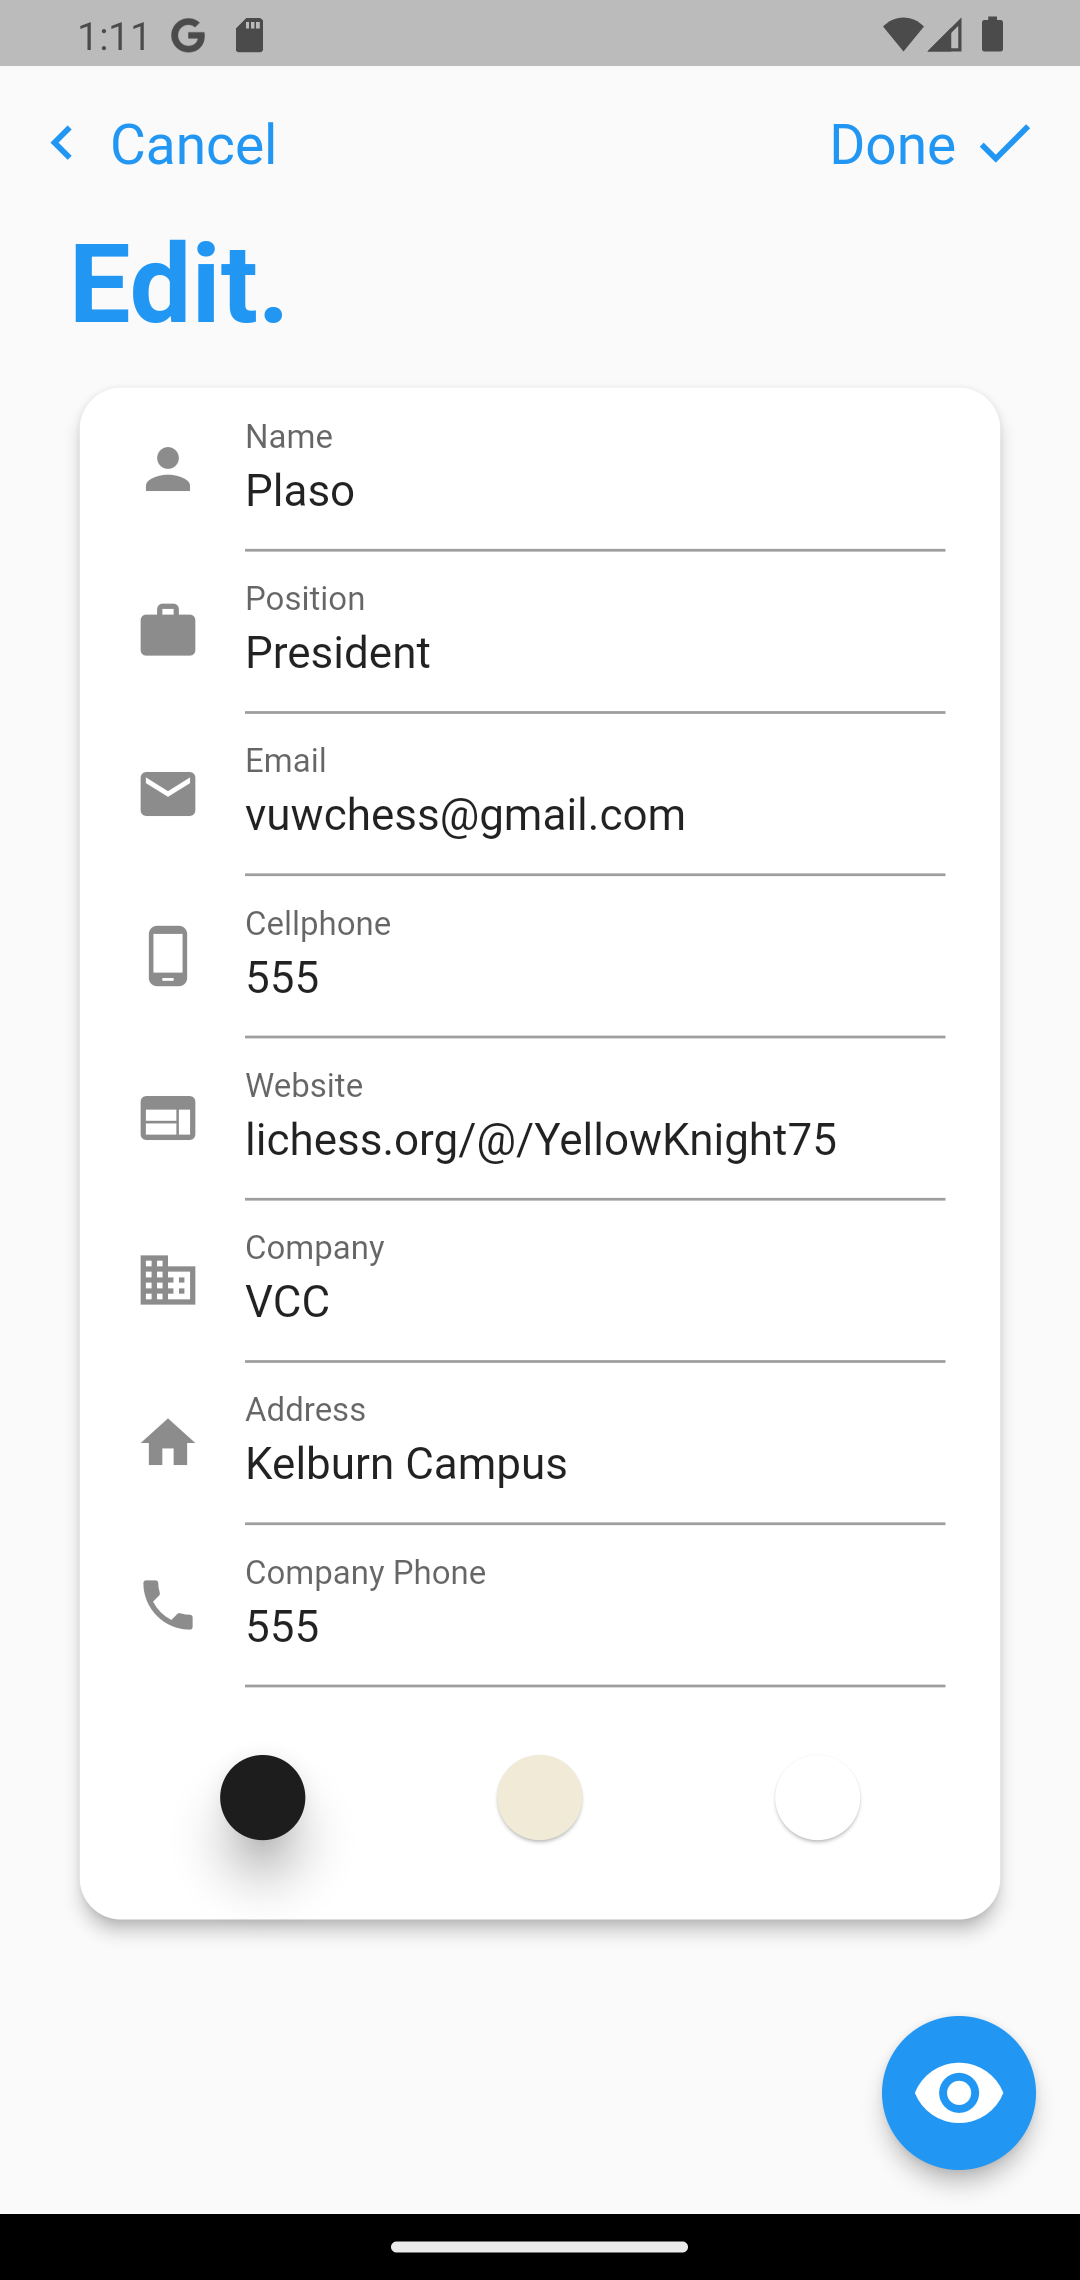 1:11
Cancel
Done
Edit.
Name
Plaso
Position
President
Email
vuwchess@gmail.com
Cellphone
555
Website
lichess.org/@/YellowKnight75
Company
VCC
Address
Kelburn Campus
Company Phone
555